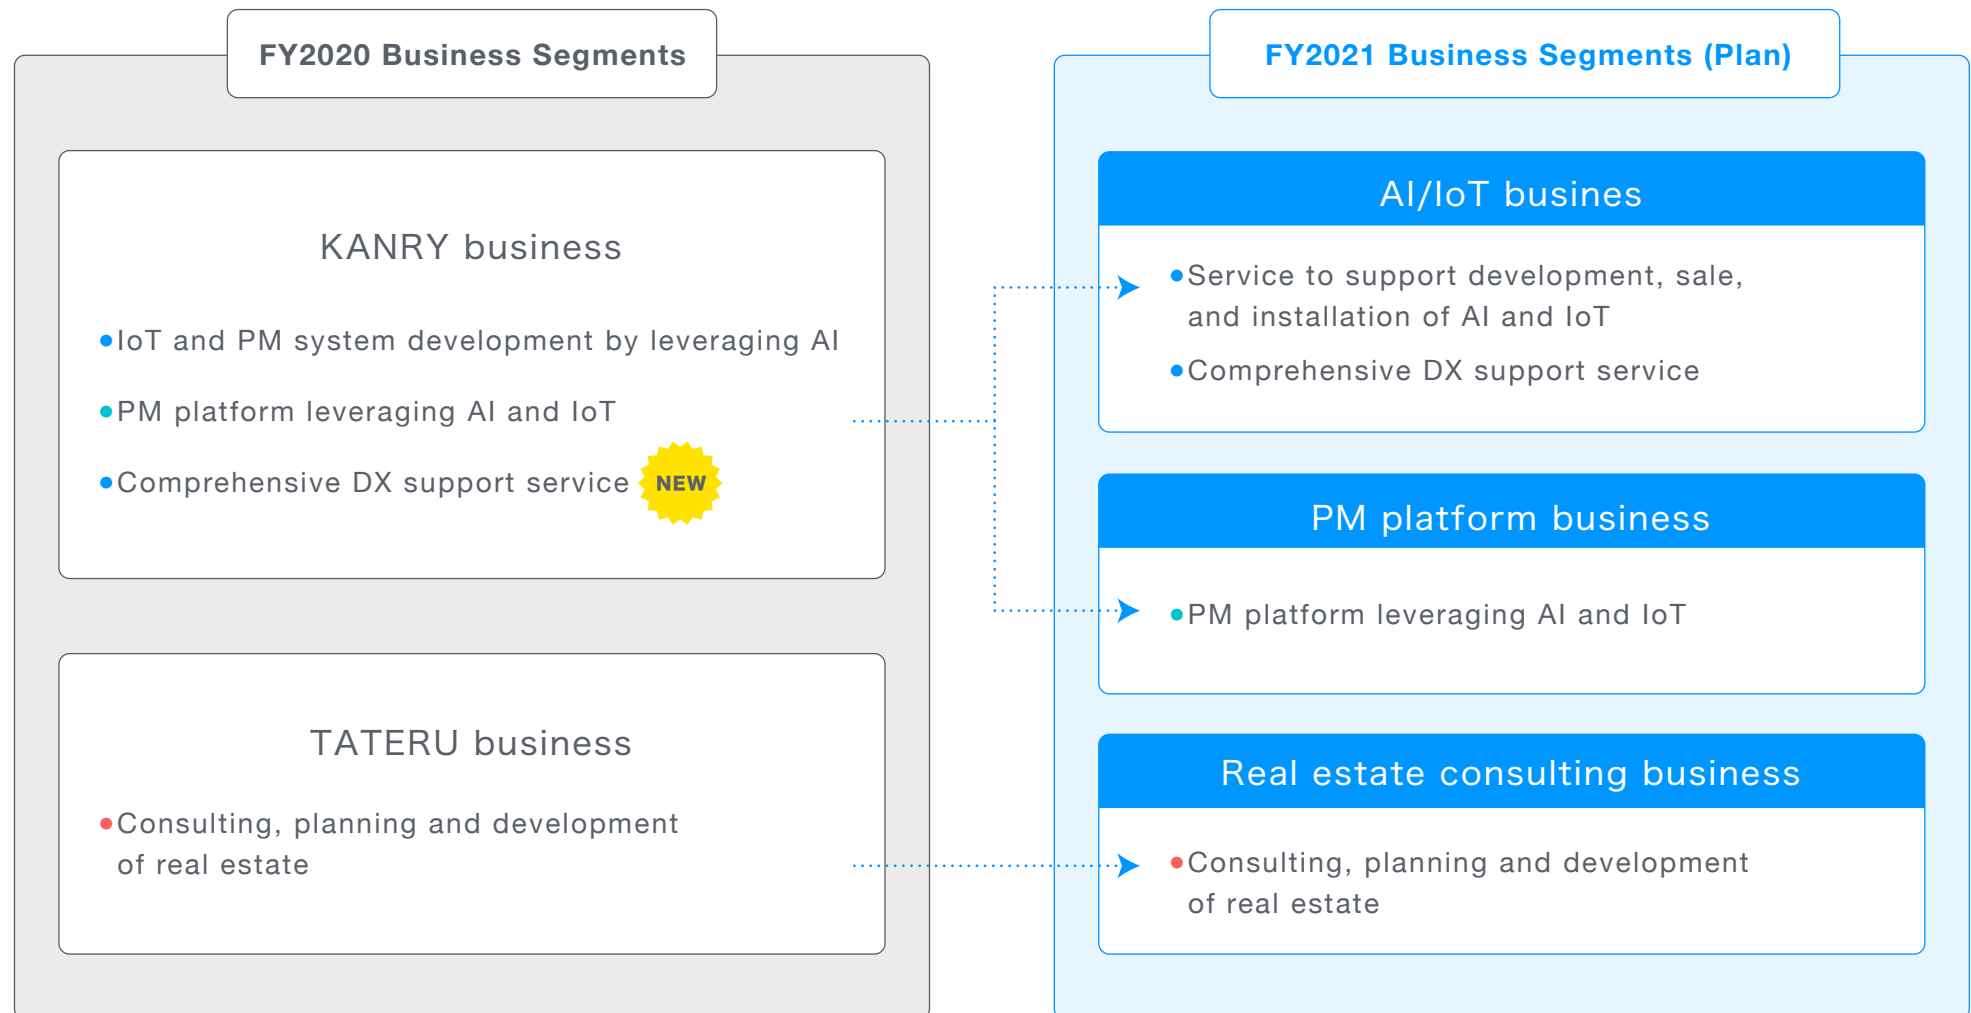 FY2020 Business Segments
KANRY business
•IoT and PM system development by leveraging AI
•PM platform leveraging AI and IoT
•Comprehensive DX support service NEW
TATERU business
•Consulting, planning and development
of real estate
FY2021 Business Segments (Plan)
AI/IoT busines
•Service to support development, sale,
and installation of AI and IoT
•Comprehensive DX support service
PM platform business
•PM platform leveraging AI and IoT
Real estate consulting business
•Consulting, planning and development
of real estate